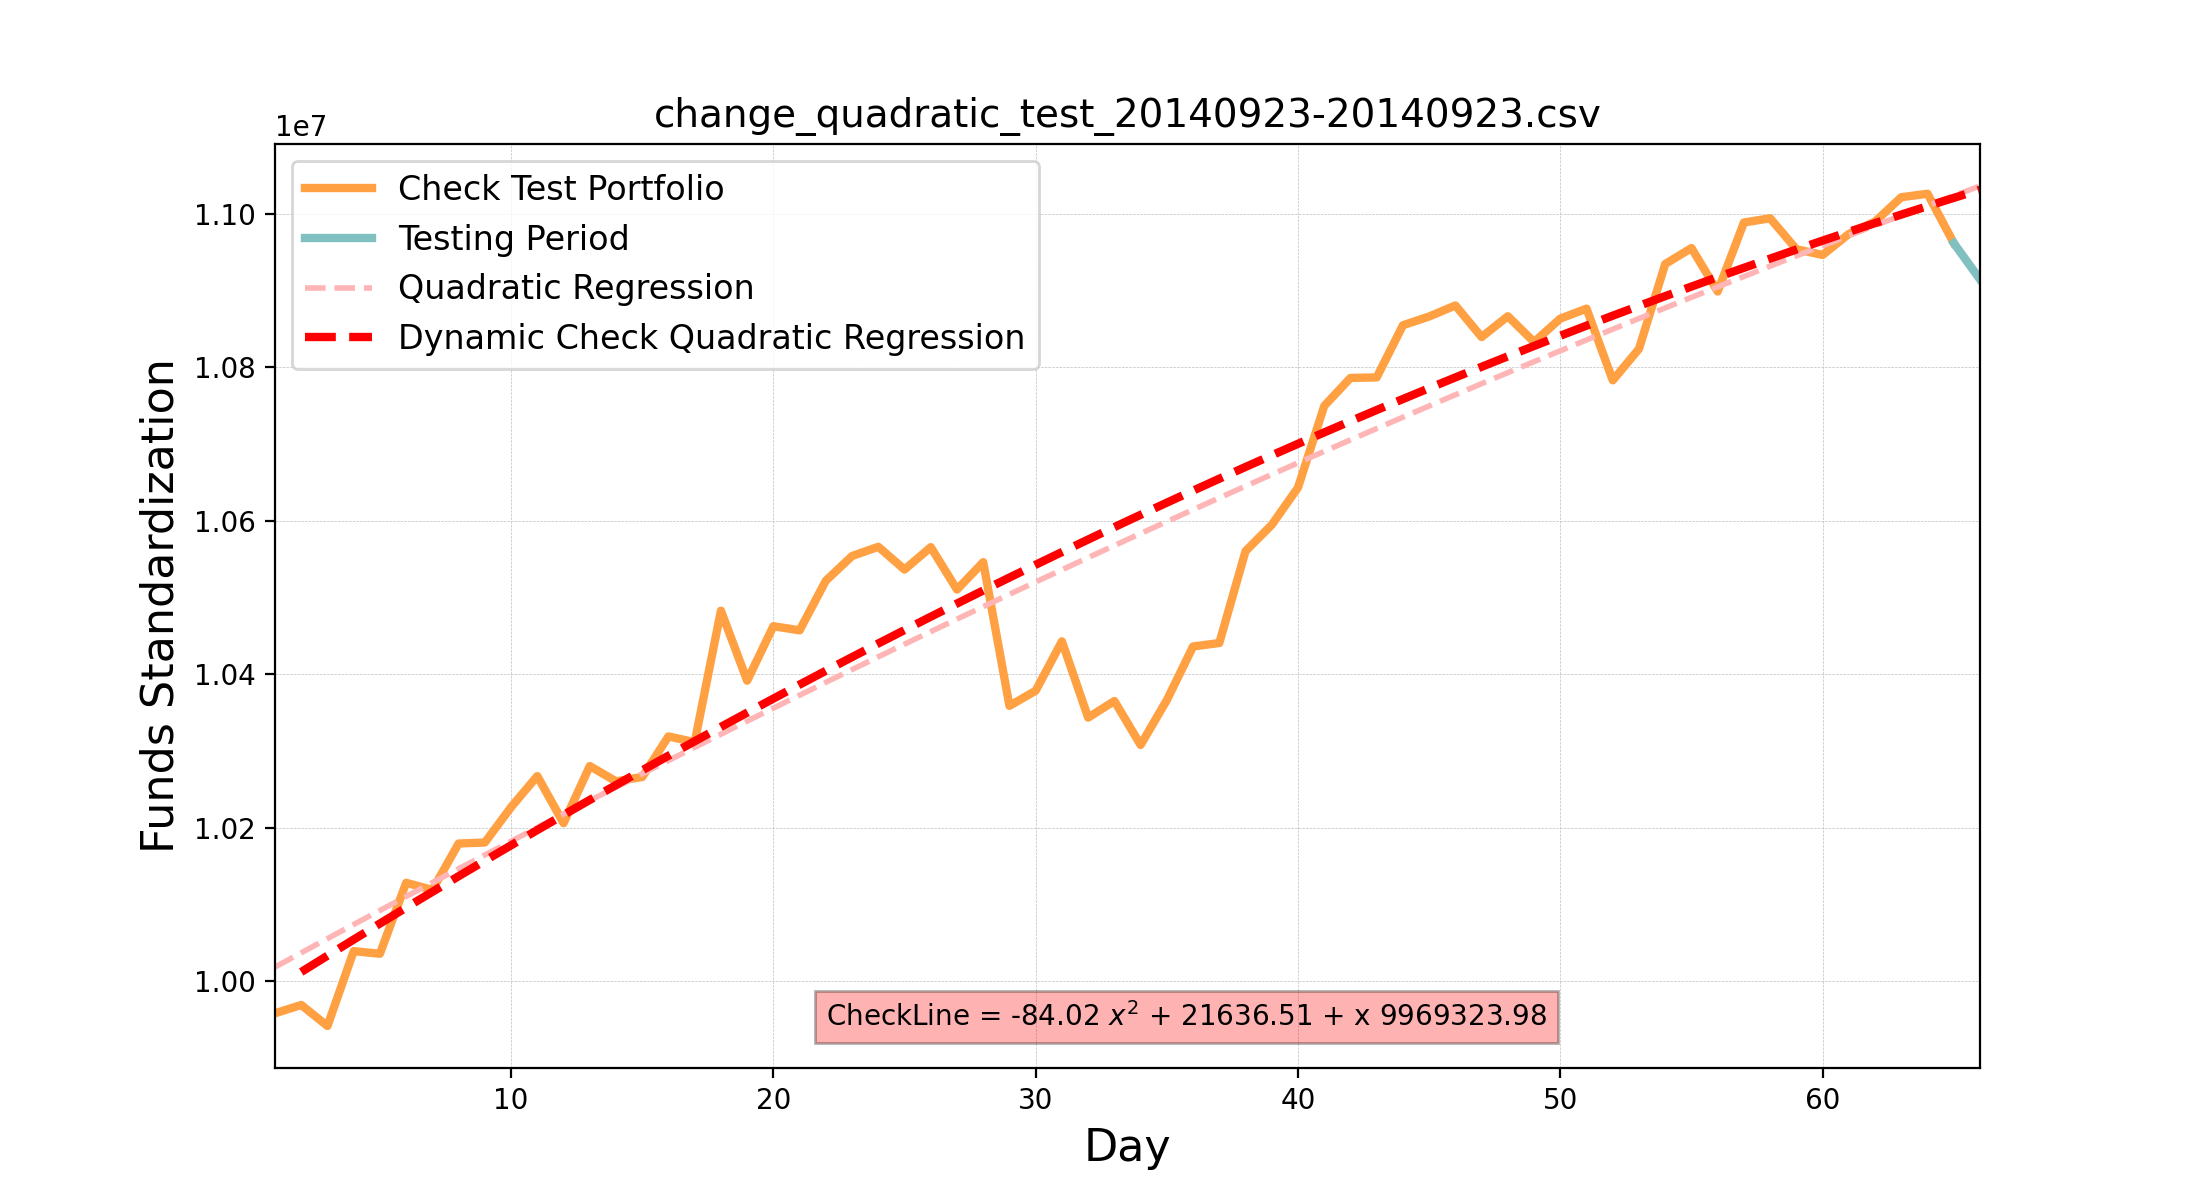 change_quadratic_test_20140923-20140923.csv
1e7
Check Test Portfolio
Testing Period
Quadratic Regression
Dynamic Check Quadratic Regression
Funds Standardization
1.10
1.08
1.06
1.04
1.02
1.00
CheckLine = -84.02 x² + 21636.51 + x 9969323.98
10 20 30 40 50 60
Day